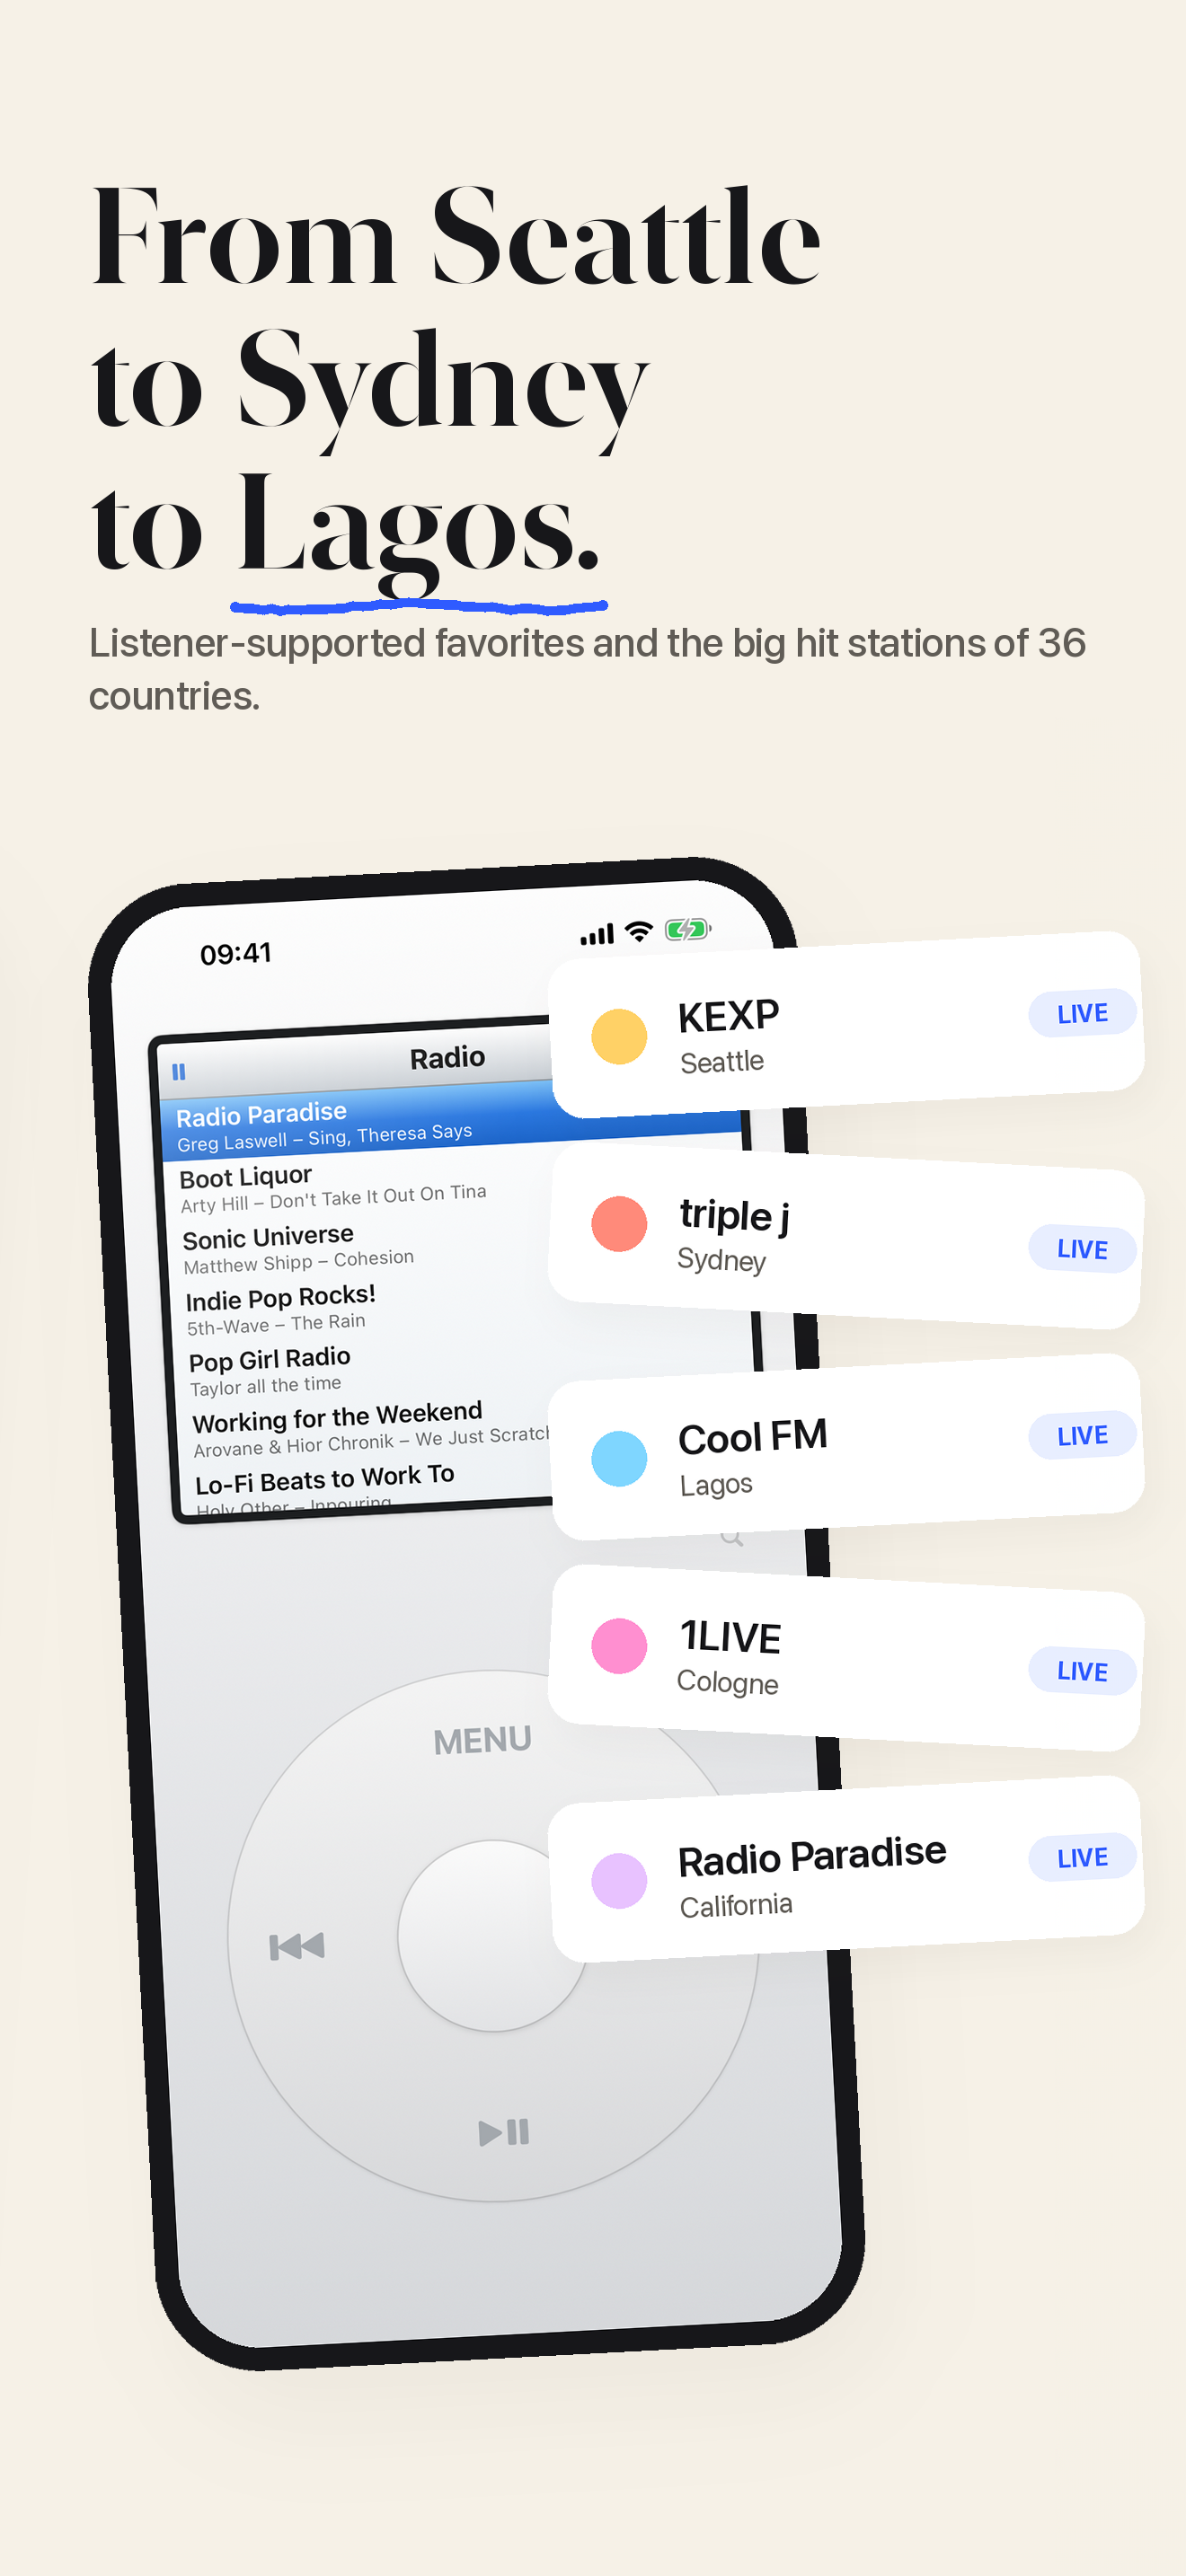 From Seattle
to Sydney
to Lagos.
Listener-supported favorites and the big hit stations of 36
countries.
09:41
Radio
Radio Paradise
Greg Laswell – Sing, Theresa Says
Boot Liquor
Arty Hill – Don't Take It Out On Tina
Sonic Universe
Matthew Shipp – Cohesion
Indie Pop Rocks!
5th-Wave – The Rain
Pop Girl Radio
Taylor all the time
Working for the Weekend
Arovane & Hior Chronik – We Just Scratch
Lo-Fi Beats to Work To
Holy Other – Inpouring
KEXP
Seattle
LIVE
triple j
Sydney
LIVE
Cool FM
Lagos
LIVE
1LIVE
Cologne
LIVE
Radio Paradise
California
LIVE
MENU